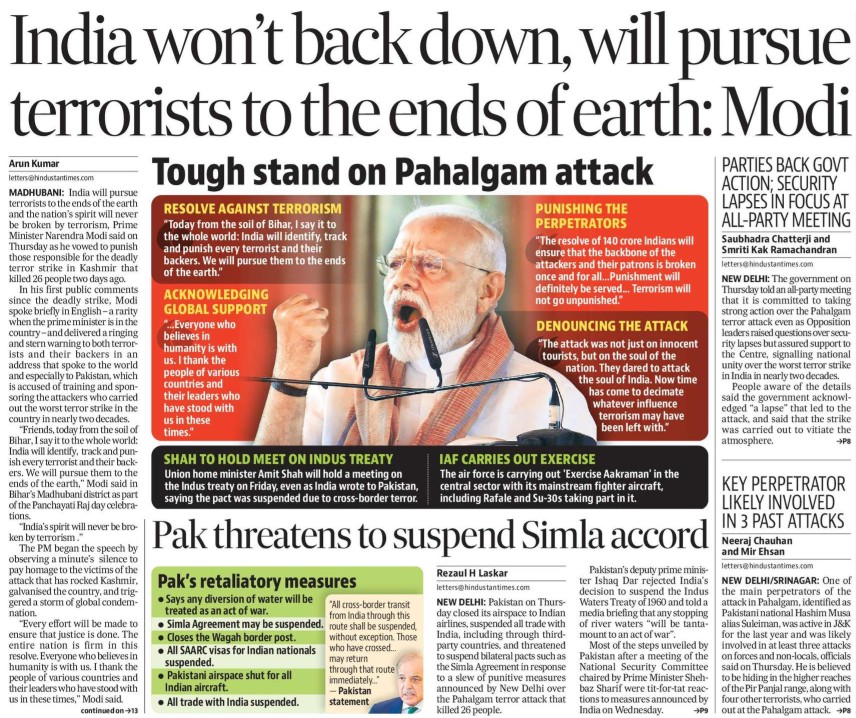 India won't back down, will pursue
terrorists to the ends of earth: Modi
Arun Kumar
letters@hindustantimes.com
MADHUBANI: India will pursue
terrorists to the ends of the earth
and the nation's spirit will never
be broken by terrorism, Prime
Minister Narendra Modi said on
Thursday as he vowed to punish
those responsible for the deadly
terror strike in Kashmir that
killed 26 people two days ago.
In his first public comments
since the deadly strike, Modi
spoke briefly in English – a rarity
when the prime minister is in the
country – and delivered a ringing
and stern warning to both terror-
ists and their backers in an
address that spoke to the world
and especially to Pakistan, which
is accused of training and spon-
soring the attackers who carried
out the worst terror strike in the
country in nearly two decades.
"Friends, today from the soil of
Bihar, I say it to the whole world:
India will identify, track and pun-
ish every terrorist and their back-
ers. We will pursue them to the
ends of the earth," Modi said in
Bihar's Madhubani district as part
of the Panchayati Raj day celebra-
tions.
"India's spirit will never be bro-
ken by terrorism ."
The PM began the speech by
observing a minute's silence to
pay homage to the victims of the
attack that has rocked Kashmir,
galvanised the country, and trig-
gered a storm of global condem-
nation.
"Every effort will be made to
ensure that justice is done. The
entire nation is firm in this
resolve. Everyone who believes in
humanity is with us. I thank the
people of various countries and
their leaders who have stood with
us in these times," Modi said.
continued on →13
Tough stand on Pahalgam attack
RESOLVE AGAINST TERRORISM
"Today from the soil of Bihar, I say it to
the whole world: India will identify, track
and punish every terrorist and their
backers. We will pursue them to the ends
of the earth."
ACKNOWLEDGING
GLOBAL SUPPORT
"...Everyone who
believes in
humanity is with
us. I thank the
people of various
countries and
their leaders who
have stood with
us in these
times."
PUNISHING THE
PERPETRATORS
"The resolve of 140 crore Indians will
ensure that the backbone of the
attackers and their patrons is broken
once and for all...Punishment will
definitely be served... Terrorism will
not go unpunished."
DENOUNCING THE ATTACK
"The attack was not just on innocent
tourists, but on the soul of the
nation. They dared to attack
the soul of India. Now time
has come to decimate
whatever influence
terrorism may have
been left with."
SHAH TO HOLD MEET ON INDUS TREATY
Union home minister Amit Shah will hold a meeting on
the Indus treaty on Friday, even as India wrote to Pakistan,
saying the pact was suspended due to cross-border terror.
IAF CARRIES OUT EXERCISE
The air force is carrying out 'Exercise Aakraman' in the
central sector with its mainstream fighter aircraft,
including Rafale and Su-30s taking part in it.
Pak threatens to suspend Simla accord
Pak's retaliatory measures
• Says any diversion of water will be
treated as an act of war.
• Simla Agreement may be suspended.
• Closes the Wagah border post.
• All SAARC visas for Indian nationals
suspended.
• Pakistani airspace shut for all
Indian aircraft.
• All trade with India suspended.
"All cross-border transit
from India through this
route shall be suspended,
without exception. Those
who have crossed...
may return
through that route
immediately..."
— Pakistan
statement
Rezaul H Laskar
letters@hindustantimes.com
NEW DELHI: Pakistan on Thurs-
day closed its airspace to Indian
airlines, suspended all trade with
India, including through third-
party countries, and threatened
to suspend bilateral pacts such as
the Simla Agreement in response
to a slew of punitive measures
announced by New Delhi over
the Pahalgam terror attack that
killed 26 people.
Pakistan's deputy prime minis-
ter Ishaq Dar rejected India's
decision to suspend the Indus
Waters Treaty of 1960 and told a
media briefing that any stopping
of river waters "will be tanta-
mount to an act of war".
Most of the steps unveiled by
Pakistan after a meeting of the
National Security Committee
chaired by Prime Minister Sheh-
baz Sharif were tit-for-tat reac-
tions to measures announced by
India on Wednesday. →P9
PARTIES BACK GOVT
ACTION; SECURITY
LAPSES IN FOCUS AT
ALL-PARTY MEETING
Saubhadra Chatterji and
Smriti Kak Ramachandran
letters@hindustantimes.com
NEW DELHI: The government on
Thursday told an all-party meeting
that it is committed to taking
strong action over the Pahalgam
terror attack even as Opposition
leaders raised questions over secu-
rity lapses but assured support to
the Centre, signalling national
unity over the worst terror strike
in India in nearly two decades.
People aware of the details
said the government acknowl-
edged "a lapse" that led to the
attack, and said that the strike
was carried out to vitiate the
atmosphere. →P8
KEY PERPETRATOR
LIKELY INVOLVED
IN 3 PAST ATTACKS
Neeraj Chauhan
and Mir Ehsan
letters@hindustantimes.com
NEW DELHI/SRINAGAR: One of
the main perpetrators of the
attack in Pahalgam, identified as
Pakistani national Hashim Musa
alias Suleiman, was active in J&K
for the last year and was likely
involved in at least three attacks
on forces and non-locals, officials
said on Thursday. He is believed
to be hiding in the higher reaches
of the Pir Panjal range, along with
four other terrorists, who carried
out at the Pahalgam attack. →P8